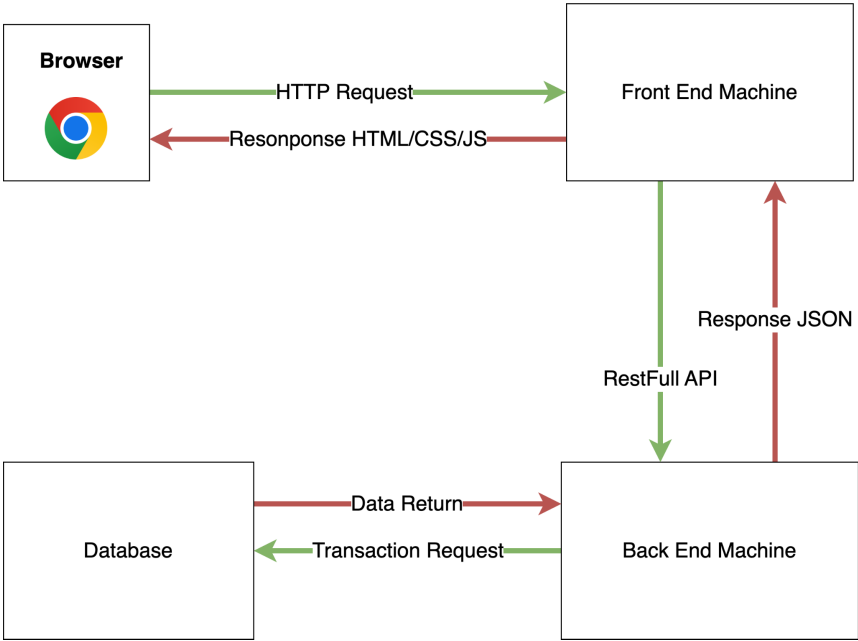 Browser
HTTP Request
Front End Machine
Resonponse HTML/CSS/JS
Response JSON
RestFull API
Data Return
Database
Transaction Request
Back End Machine